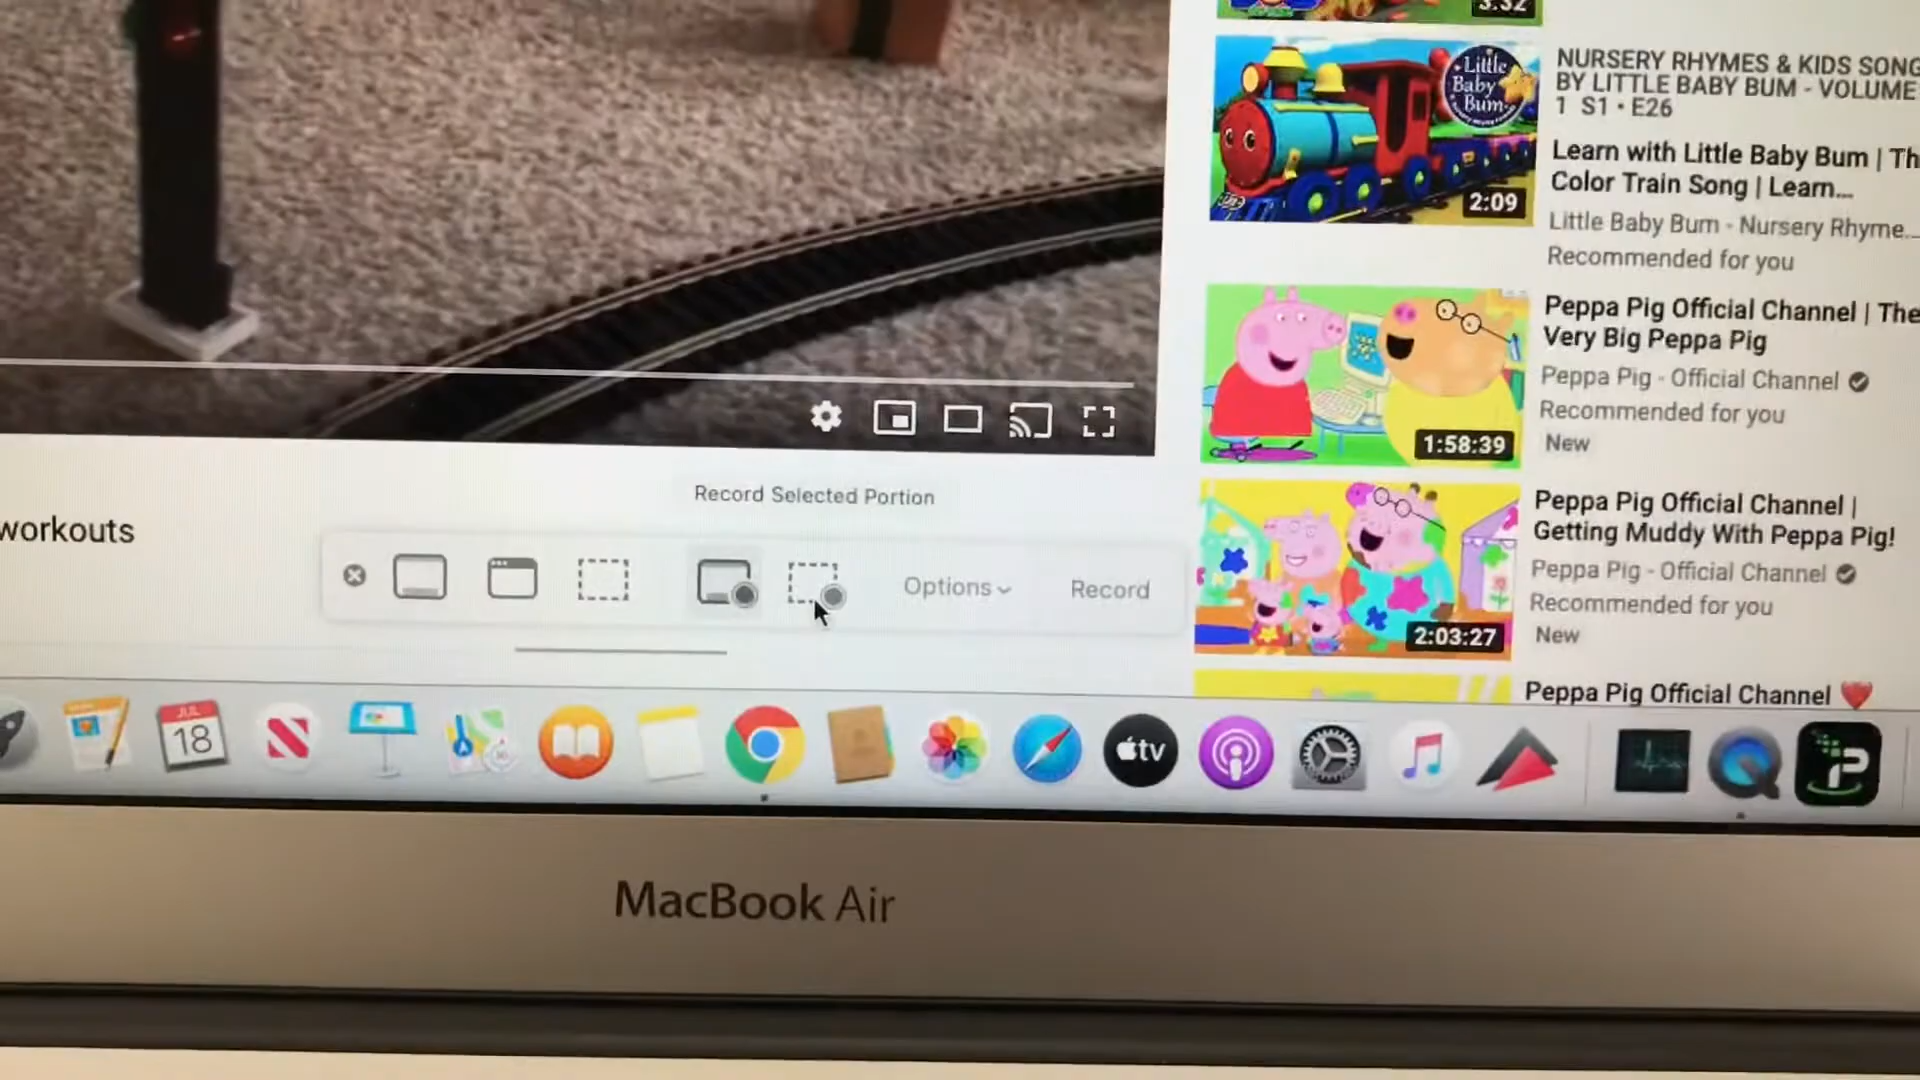 3:32
Little
Baby
Bum
2:09
NURSERY RHYMES & KIDS SONG
BY LITTLE BABY BUM - VOLUME
1 S1 • E26
Learn with Little Baby Bum | Th
Color Train Song | Learn...
Little Baby Bum - Nursery Rhyme...
Recommended for you
1:58:39
Peppa Pig Official Channel | The
Very Big Peppa Pig
Peppa Pig - Official Channel
Recommended for you
New
2:03:27
Peppa Pig Official Channel |
Getting Muddy With Peppa Pig!
Peppa Pig - Official Channel
Recommended for you
New
Peppa Pig Official Channel
workouts
Record Selected Portion
Options
Record
JUL
18
tv
MacBook Air